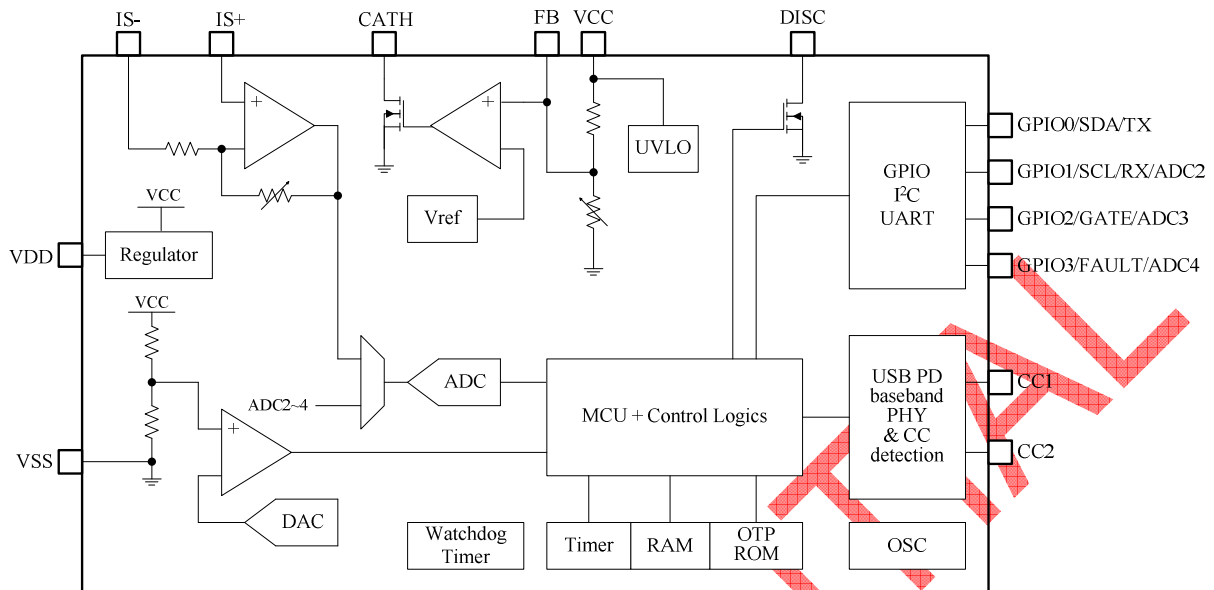 IS-
IS+
CATH
FB
VCC
DISC
+
+
UVLO
Vref
GPIO
I²C
UART
GPIO0/SDA/TX
GPIO1/SCL/RX/ADC2
GPIO2/GATE/ADC3
GPIO3/FAULT/ADC4
VCC
VDD
Regulator
VCC
ADC
ADC2~4
MCU + Control Logics
USB PD
baseband
PHY
& CC
detection
CC1
CC2
+
VSS
DAC
Watchdog
Timer
Timer
RAM
OTP
ROM
OSC
TIAL